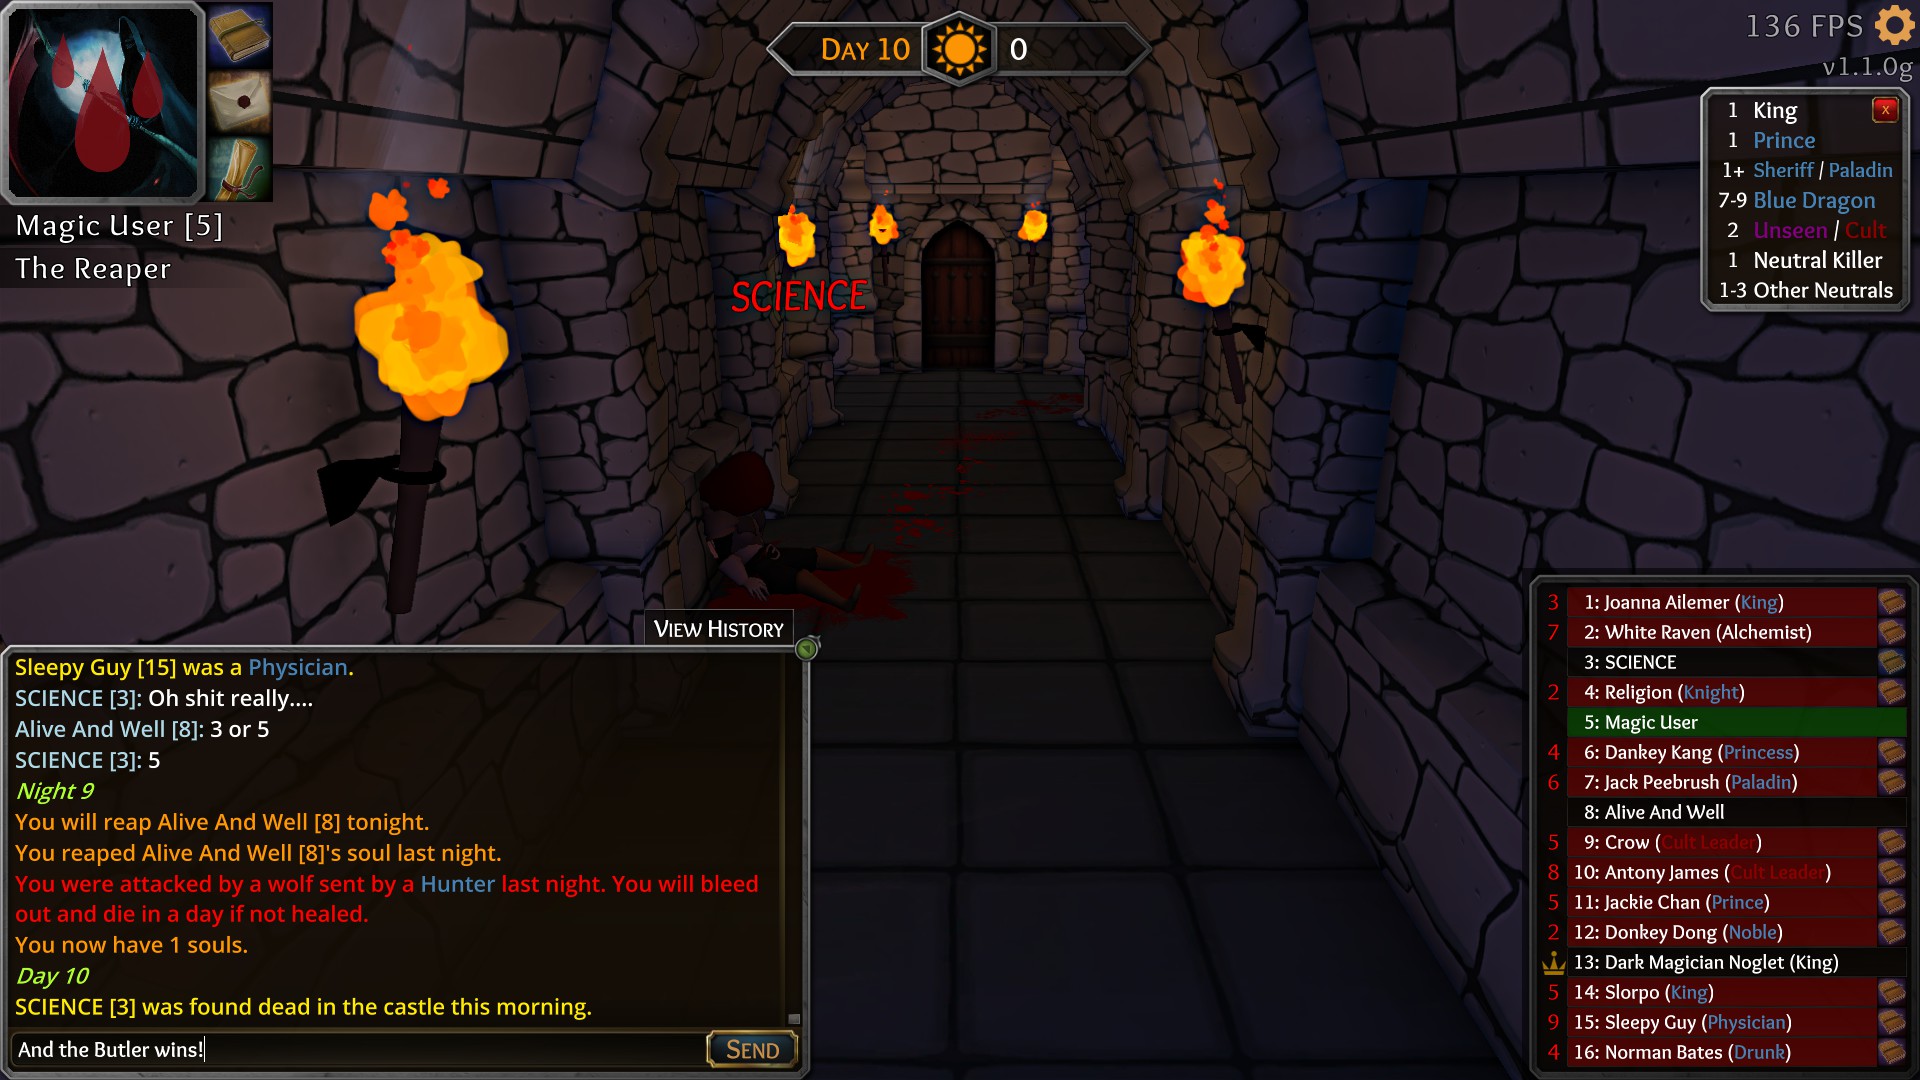 DAY 10
0
136 FPS
v1.1.0g
1 King
x
1 Prince
1+ Sheriff / Paladin
7-9 Blue Dragon
2 Unseen / Cult
1 Neutral Killer
1-3 Other Neutrals
Magic User [5]
The Reaper
SCIENCE
VIEW HISTORY
Sleepy Guy [15] was a Physician.
SCIENCE [3]: Oh shit really....
Alive And Well [8]: 3 or 5
SCIENCE [3]: 5
Night 9
You will reap Alive And Well [8] tonight.
You reaped Alive And Well [8]'s soul last night.
You were attacked by a wolf sent by a Hunter last night. You will bleed
out and die in a day if not healed.
You now have 1 souls.
Day 10
SCIENCE [3] was found dead in the castle this morning.
And the Butler wins!
SEND
3 1: Joanna Ailemer (King)
7 2: White Raven (Alchemist)
3: SCIENCE
2 4: Religion (Knight)
5: Magic User
4 6: Dankey Kang (Princess)
6 7: Jack Peebrush (Paladin)
8: Alive And Well
5 9: Crow (Cult Leader)
8 10: Antony James (Cult Leader)
5 11: Jackie Chan (Prince)
2 12: Donkey Dong (Noble)
13: Dark Magician Noglet (King)
5 14: Slorpo (King)
9 15: Sleepy Guy (Physician)
4 16: Norman Bates (Drunk)